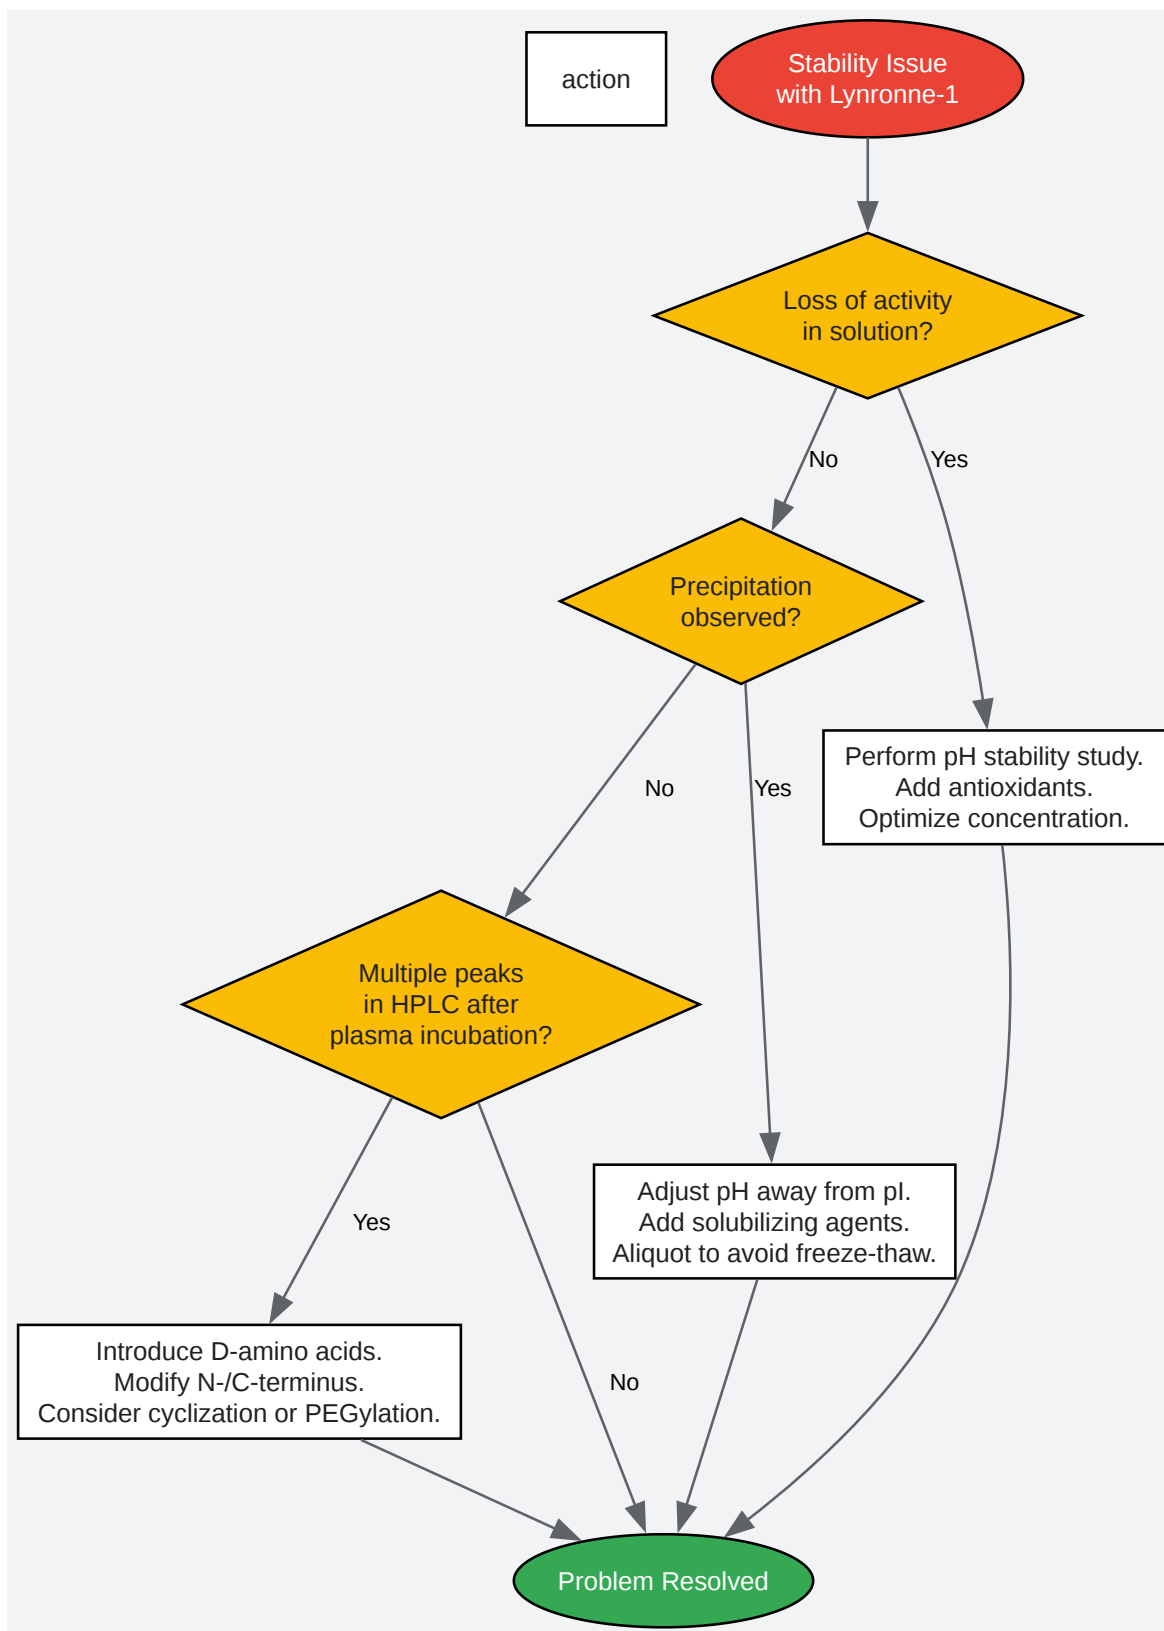 action
Stability Issue
with Lynronne-1
Loss of activity
in solution?
No
Yes
Precipitation
observed?
No
Yes
Perform pH stability study.
Add antioxidants.
Optimize concentration.
Multiple peaks
in HPLC after
plasma incubation?
Yes
No
Adjust pH away from pI.
Add solubilizing agents.
Aliquot to avoid freeze-thaw.
Introduce D-amino acids.
Modify N-/C-terminus.
Consider cyclization or PEGylation.
Problem Resolved